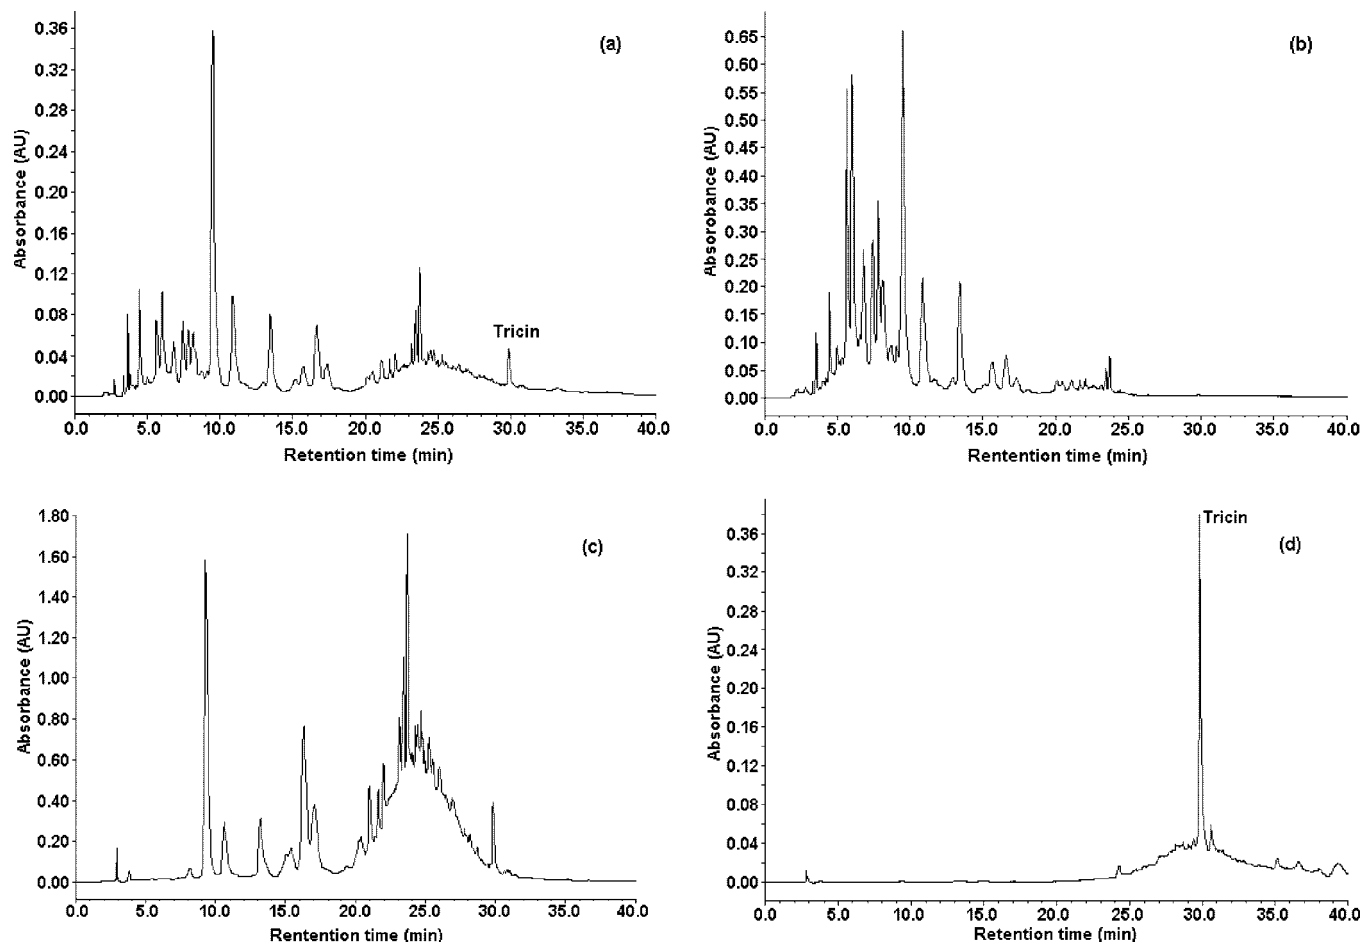 (a)
Absorbance (AU)
0.36
0.32
0.28
0.24
0.20
0.16
0.12
0.08
0.04
0.00
Tricin
0.0 5.0 10.0 15.0 20.0 25.0 30.0 35.0 40.0
Retention time (min)
(b)
Absorobance (AU)
0.65
0.60
0.55
0.50
0.45
0.40
0.35
0.30
0.25
0.20
0.15
0.10
0.05
0.00
0.0 5.0 10.0 15.0 20.0 25.0 30.0 35.0 40.0
Rentention time (min)
(c)
Absorbance (AU)
1.80
1.60
1.40
1.20
1.00
0.80
0.60
0.40
0.20
0.00
0.0 5.0 10.0 15.0 20.0 25.0 30.0 35.0 40.0
Rentention time (min)
Tricin
(d)
Absorbance (AU)
0.36
0.32
0.28
0.24
0.20
0.16
0.12
0.08
0.04
0.00
0.0 5.0 10.0 15.0 20.0 25.0 30.0 35.0 40.0
Retention time (min)